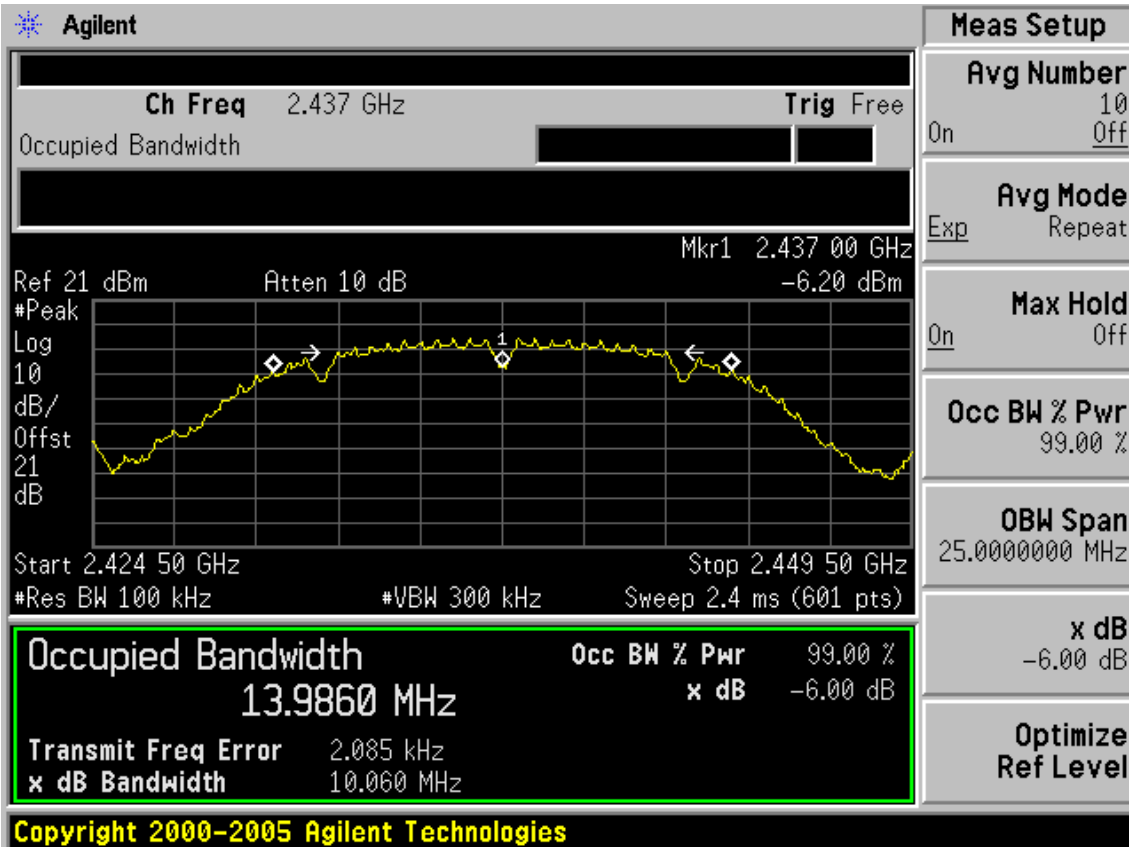 Agilent
Ch Freq 2.437 GHz Trig Free
Occupied Bandwidth
Mkr1 2.437 00 GHz
Ref 21 dBm Atten 10 dB -6.20 dBm
#Peak
Log
10
dB/
Offst
21
dB
1
Start 2.424 50 GHz Stop 2.449 50 GHz
#Res BW 100 kHz #VBW 300 kHz Sweep 2.4 ms (601 pts)
Occupied Bandwidth
13.9860 MHz
Occ BW % Pwr 99.00 %
x dB -6.00 dB
Transmit Freq Error 2.085 kHz
x dB Bandwidth 10.060 MHz
Copyright 2000-2005 Agilent Technologies
Meas Setup
Avg Number
10
On Off
Avg Mode
Exp Repeat
Max Hold
On Off
Occ BW % Pwr
99.00 %
OBW Span
25.0000000 MHz
x dB
-6.00 dB
Optimize
Ref Level